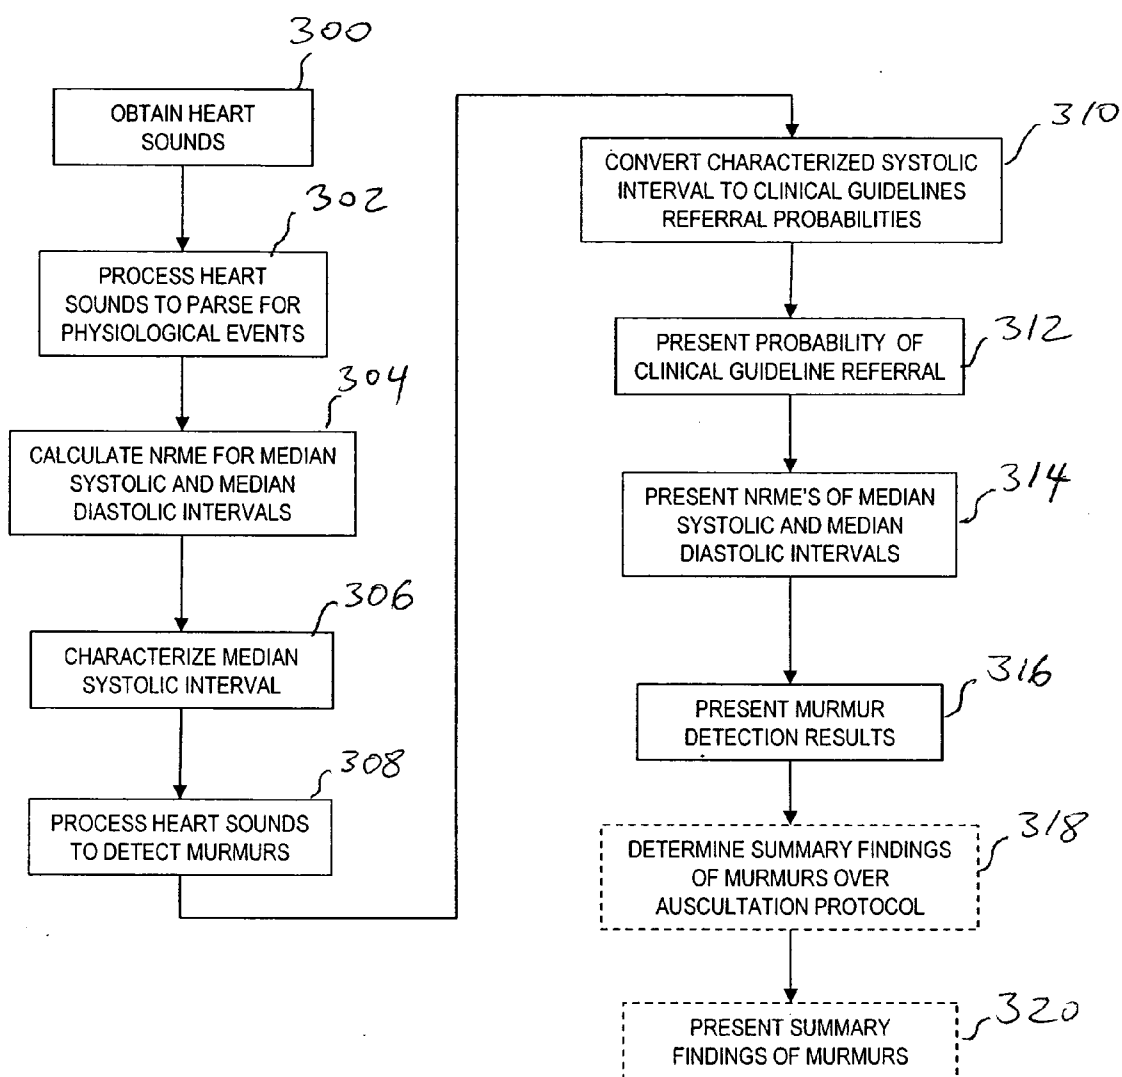 300
OBTAIN HEART
SOUNDS
302
PROCESS HEART
SOUNDS TO PARSE FOR
PHYSIOLOGICAL EVENTS
304
CALCULATE NRME FOR MEDIAN
SYSTOLIC AND MEDIAN
DIASTOLIC INTERVALS
306
CHARACTERIZE MEDIAN
SYSTOLIC INTERVAL
308
PROCESS HEART SOUNDS
TO DETECT MURMURS
310
CONVERT CHARACTERIZED SYSTOLIC
INTERVAL TO CLINICAL GUIDELINES
REFERRAL PROBABILITIES
312
PRESENT PROBABILITY OF
CLINICAL GUIDELINE REFERRAL
314
PRESENT NRME'S OF MEDIAN
SYSTOLIC AND MEDIAN
DIASTOLIC INTERVALS
316
PRESENT MURMUR
DETECTION RESULTS
318
DETERMINE SUMMARY FINDINGS
OF MURMURS OVER
AUSCULTATION PROTOCOL
320
PRESENT SUMMARY
FINDINGS OF MURMURS